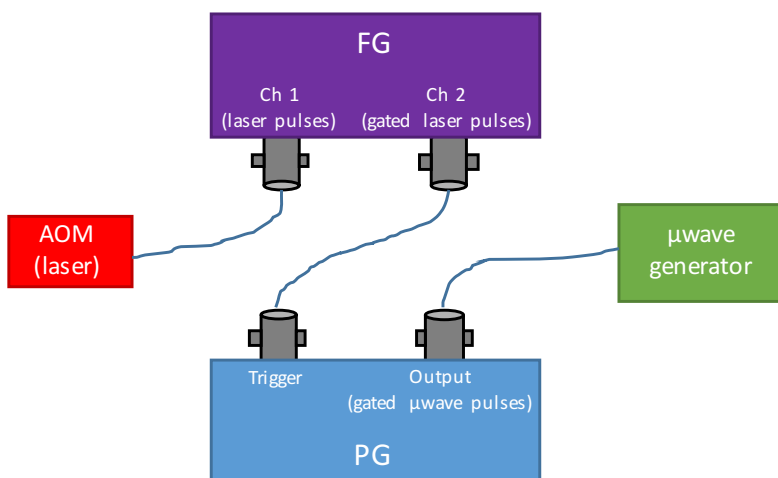 FG
Ch 1
(laser pulses)
Ch 2
(gated laser pulses)
AOM
(laser)
μwave
generator
Trigger
Output
(gated μwave pulses)
PG